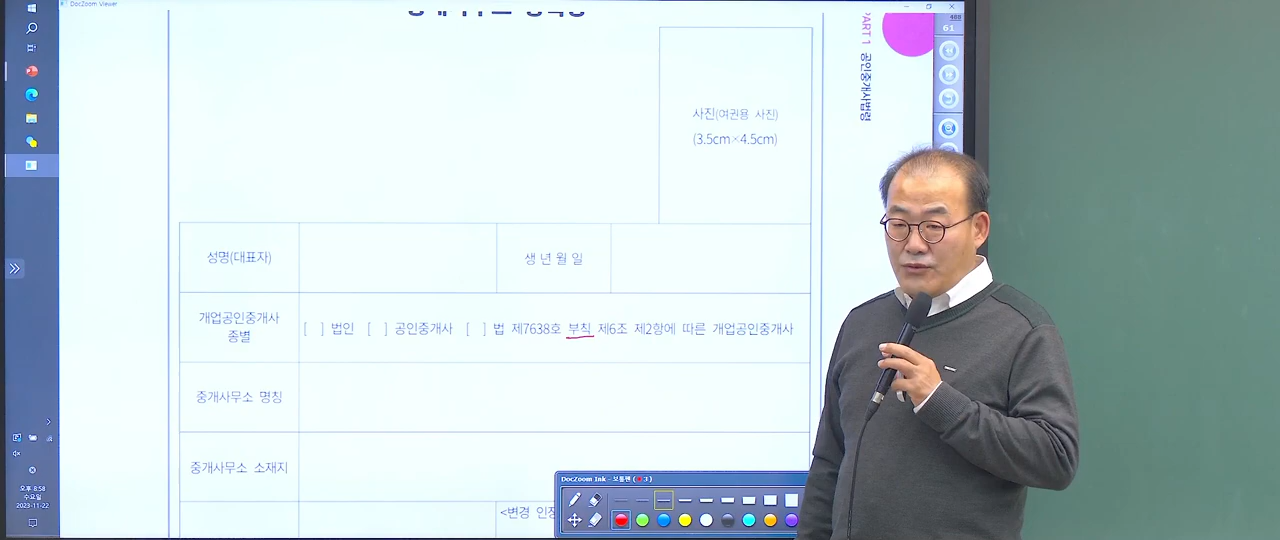 DocZoom Viewer
PART 1 공인중개사법령
488
61
사진(여권용 사진)
(3.5cm×4.5cm)
성명(대표자)
생년월일
개업공인중개사
종별
[ ] 법인 [ ] 공인중개사 [ ] 법 제7638호 부칙 제6조 제2항에 따른 개업공인중개사
중개사무소 명칭
중개사무소 소재지
<변경 인장
DocZoom Ink - 보통펜 ( 3 )
오후 8:58
수요일
2023-11-22